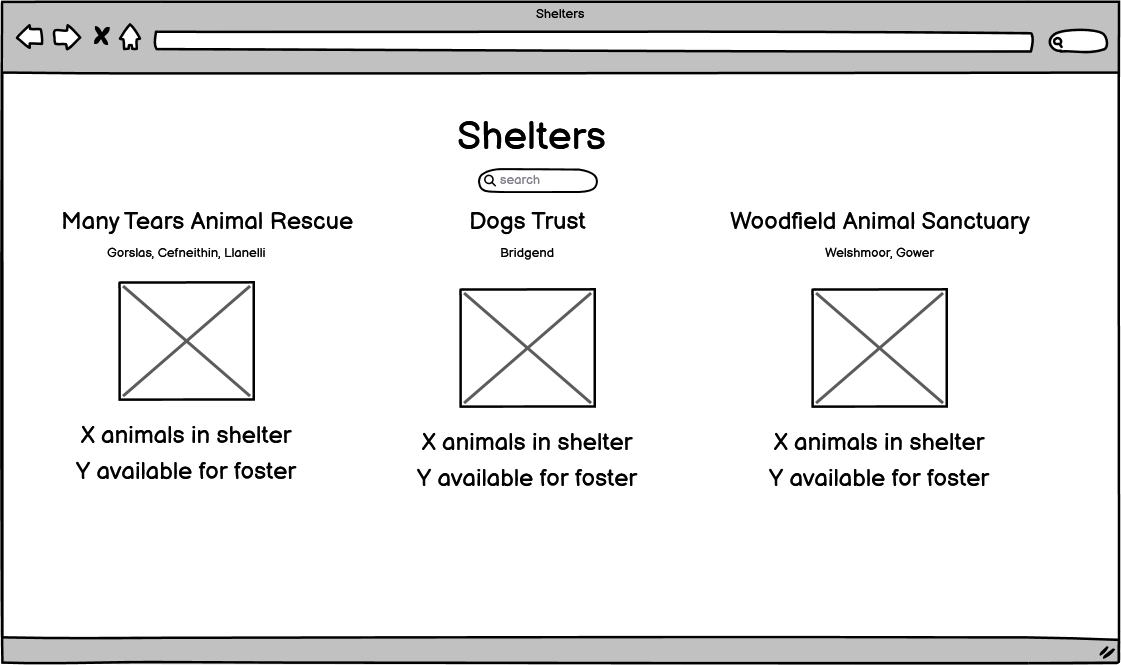 Shelters
Shelters
search
Many Tears Animal Rescue
Dogs Trust
Woodfield Animal Sanctuary
Gorslas, Cefneithin, Llanelli
Bridgend
Welshmoor, Gower
X animals in shelter
X animals in shelter
X animals in shelter
Y available for foster
Y available for foster
Y available for foster